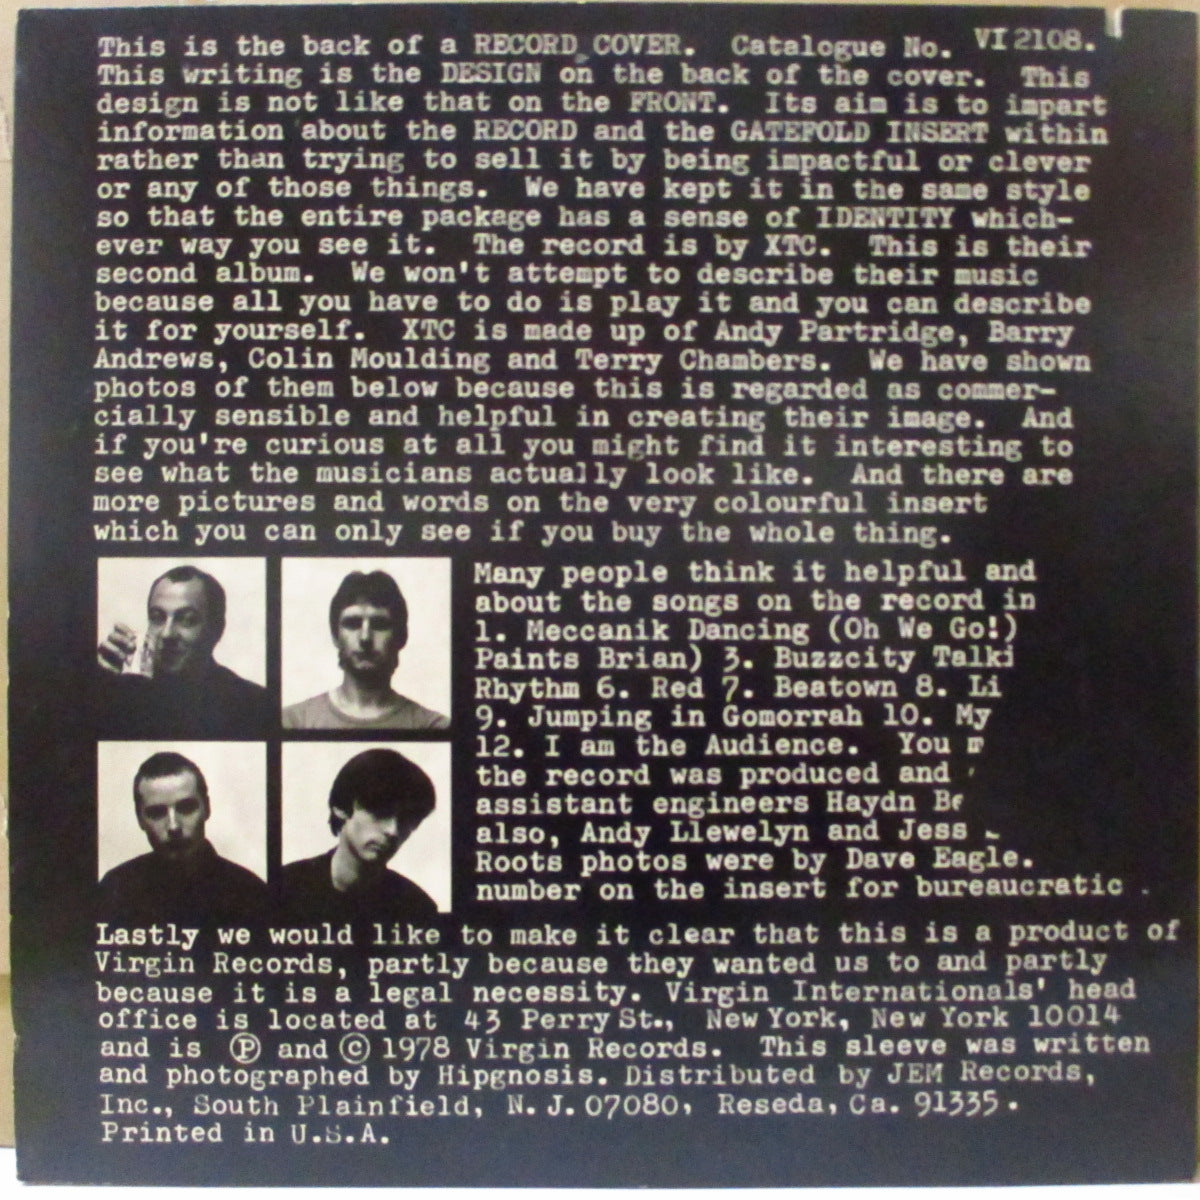 This is the back of a RECORD COVER. Catalogue No. VI 2108.
This writing is the DESIGN on the back of the cover. This
design is not like that on the FRONT. Its aim is to impart
information about the RECORD and the GATEFOLD INSERT within
rather than trying to sell it by being impactful or clever
or any of those things. We have kept it in the same style
so that the entire package has a sense of IDENTITY which-
ever way you see it. The record is by XTC. This is their
second album. We won't attempt to describe their music
because all you have to do is play it and you can describe
it for yourself. XTC is made up of Andy Partridge, Barry
Andrews, Colin Moulding and Terry Chambers. We have shown
photos of them below because this is regarded as commer-
cially sensible and helpful in creating their image. And
if you're curious at all you might find it interesting to
see what the musicians actually look like. And there are
more pictures and words on the very colourful insert
which you can only see if you buy the whole thing.
Many people think it helpful and
about the songs on the record in
1. Meccanik Dancing (Oh We Go!)
Paints Brian) 3. Buzzcity Talki
Rhythm 6. Red 7. Beatown 8. Li
9. Jumping in Gomorrah 10. My
12. I am the Audience. You
the record was produced and
assistant engineers Haydn Be
also, Andy Llewelyn and Jess
Roots photos were by Dave Eagle.
number on the insert for bureaucratic
Lastly we would like to make it clear that this is a product of
Virgin Records, partly because they wanted us to and partly
because it is a legal necessity. Virgin Internationals' head
office is located at 43 Perry St., New York, New York 10014
and is ℗ and © 1978 Virgin Records. This sleeve was written
and photographed by Hipgnosis. Distributed by JEM Records,
Inc., South Plainfield, N.J. 07080, Reseda, Ca. 91335.
Printed in U.S.A.